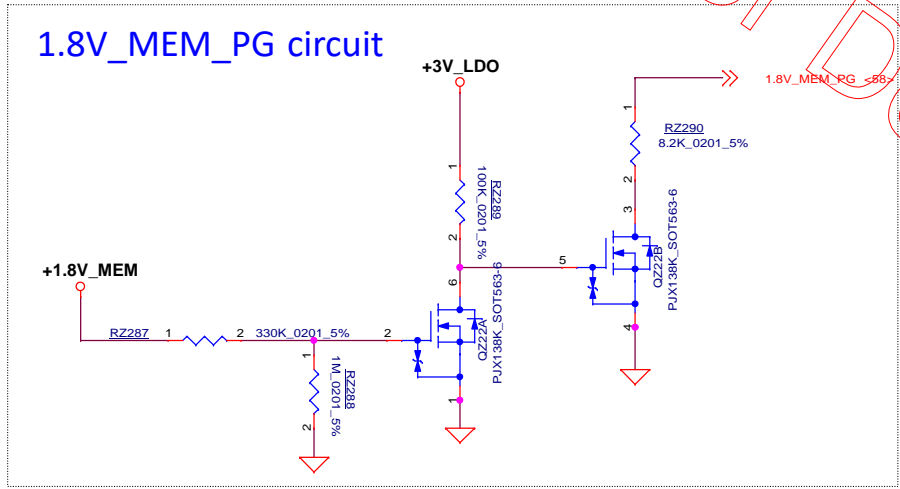 1.8V_MEM_PG circuit
+3V_LDO
1.8V_MEM_PG <58>
1
RZ290
8.2K_0201_5%
2
3
1
RZ289
100K_0201_5%
2
5
QZ22B
PJX138K_SOT563-6
4
+1.8V_MEM
6
RZ287
1
2
330K_0201_5%
2
QZ22A
PJX138K_SOT563-6
1
1
RZ288
1M_0201_5%
2